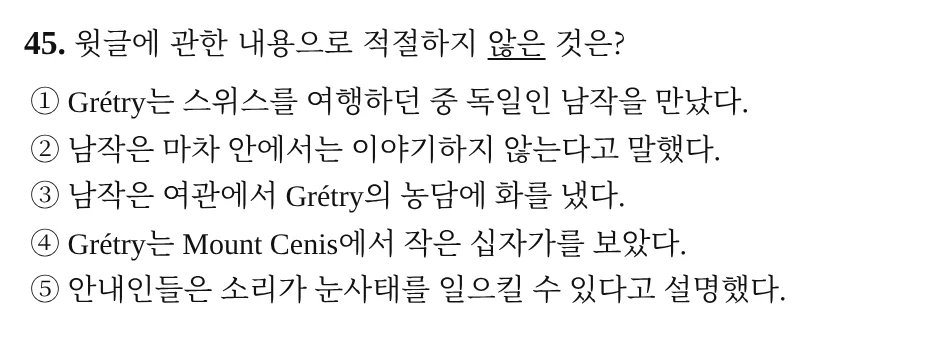 45. 윗글에 관한 내용으로 적절하지 않은 것은?
① Grétry는 스위스를 여행하던 중 독일인 남작을 만났다.
② 남작은 마차 안에서는 이야기하지 않는다고 말했다.
③ 남작은 여관에서 Grétry의 농담에 화를 냈다.
④ Grétry는 Mount Cenis에서 작은 십자가를 보았다.
⑤ 안내인들은 소리가 눈사태를 일으킬 수 있다고 설명했다.